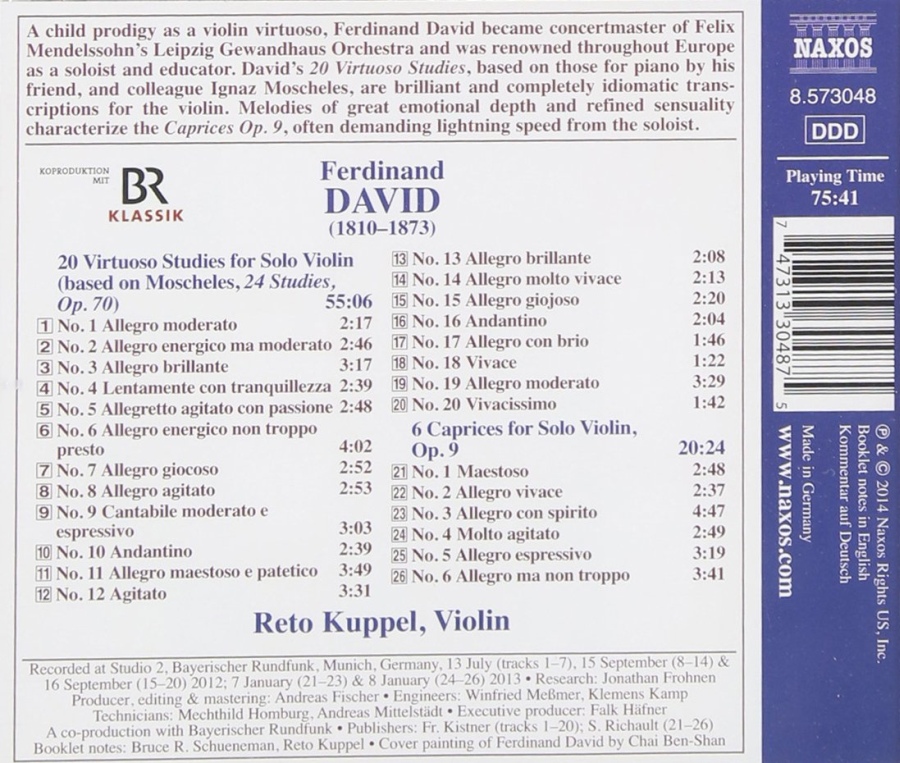 A child prodigy as a violin virtuoso, Ferdinand David became concertmaster of Felix
Mendelssohn's Leipzig Gewandhaus Orchestra and was renowned throughout Europe
as a soloist and educator. David's 20 Virtuoso Studies, based on those for piano by his
friend, and colleague Ignaz Moscheles, are brilliant and completely idiomatic trans-
criptions for the violin. Melodies of great emotional depth and refined sensuality
characterize the Caprices Op. 9, often demanding lightning speed from the soloist.
KOPRODUKTION
MIT
BR
KLASSIK
Ferdinand
DAVID
(1810–1873)
20 Virtuoso Studies for Solo Violin
(based on Moscheles, 24 Studies,
Op. 70) 55:06
1 No. 1 Allegro moderato 2:17
2 No. 2 Allegro energico ma moderato 2:46
3 No. 3 Allegro brillante 3:17
4 No. 4 Lentamente con tranquillezza 2:39
5 No. 5 Allegretto agitato con passione 2:48
6 No. 6 Allegro energico non troppo
presto 4:02
7 No. 7 Allegro giocoso 2:52
8 No. 8 Allegro agitato 2:53
9 No. 9 Cantabile moderato e
espressivo 3:03
10 No. 10 Andantino 2:39
11 No. 11 Allegro maestoso e patetico 3:49
12 No. 12 Agitato 3:31
13 No. 13 Allegro brillante 2:08
14 No. 14 Allegro molto vivace 2:13
15 No. 15 Allegro giojoso 2:20
16 No. 16 Andantino 2:04
17 No. 17 Allegro con brio 1:46
18 No. 18 Vivace 1:22
19 No. 19 Allegro moderato 3:29
20 No. 20 Vivacissimo 1:42
6 Caprices for Solo Violin,
Op. 9 20:24
21 No. 1 Maestoso 2:48
22 No. 2 Allegro vivace 2:37
23 No. 3 Allegro con spirito 4:47
24 No. 4 Molto agitato 2:49
25 No. 5 Allegro espressivo 3:19
26 No. 6 Allegro ma non troppo 3:41
Reto Kuppel, Violin
Recorded at Studio 2, Bayerischer Rundfunk, Munich, Germany, 13 July (tracks 1–7), 15 September (8–14) &
16 September (15–20) 2012; 7 January (21–23) & 8 January (24–26) 2013 • Research: Jonathan Frohnen
Producer, editing & mastering: Andreas Fischer • Engineers: Winfried Meßmer, Klemens Kamp
Technicians: Mechthild Homburg, Andreas Mittelstädt • Executive producer: Falk Häfner
A co-production with Bayerischer Rundfunk • Publishers: Fr. Kistner (tracks 1–20); S. Richault (21–26)
Booklet notes: Bruce R. Schueneman, Reto Kuppel • Cover painting of Ferdinand David by Chai Ben-Shan
NAXOS
8.573048
DDD
Playing Time
75:41
7 47313 30487 5
℗ & © 2014 Naxos Rights US, Inc.
Booklet notes in English
Kommentar auf Deutsch
Made in Germany
www.naxos.com